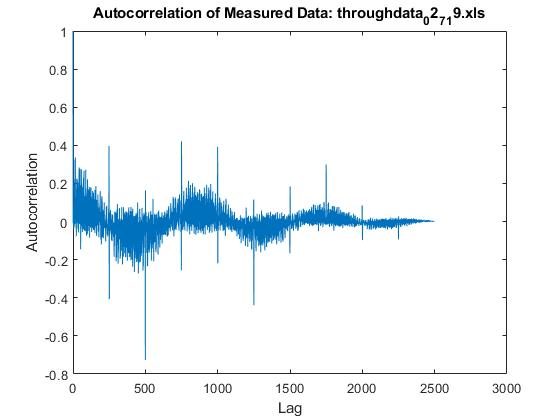 Autocorrelation of Measured Data: throughdata₀2₇₁9.xls
1
0.8
0.6
0.4
0.2
0
-0.2
-0.4
-0.6
-0.8
Autocorrelation
0 500 1000 1500 2000 2500 3000
Lag